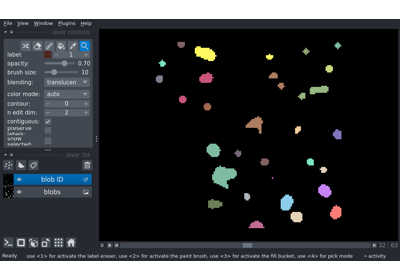 File View Window Plugins Help
layer controls
label: 1
opacity: 0.70
brush size: 10
blending: translucen
color mode: auto
contour: 0
n edit dim: 2
contiguous:
preserve labels:
show selected:
layer list
blob ID
blobs
0 32 / 63
Ready use <1> for activate the label eraser, use <2> for activate the paint brush, use <3> for activate the fill bucket, use <4> for pick mode activity